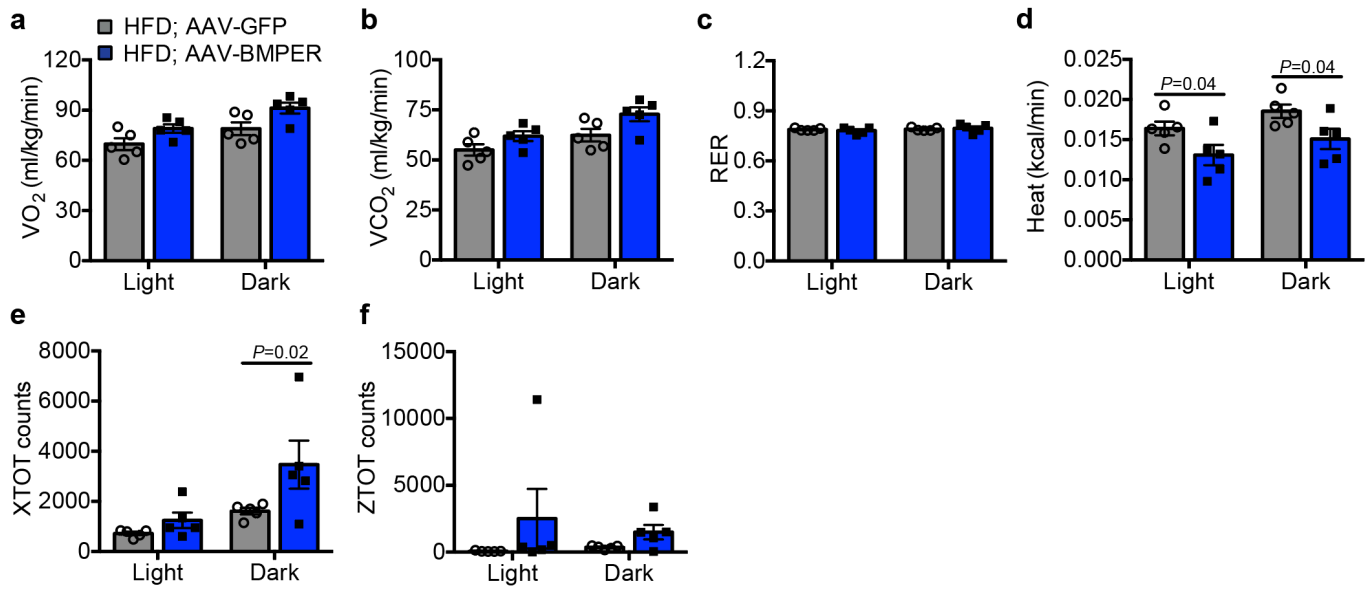 a
HFD; AAV-GFP
HFD; AAV-BMPER
VO2 (ml/kg/min)
120
90
60
30
0
Light
Dark
b
VCO2 (ml/kg/min)
100
75
50
25
0
Light
Dark
c
RER
1.2
0.9
0.6
0.3
0.0
Light
Dark
d
Heat (kcal/min)
0.025
0.020
0.015
0.010
0.005
0.000
P=0.04
P=0.04
Light
Dark
e
XTOT counts
8000
6000
4000
2000
0
P=0.02
Light
Dark
f
ZTOT counts
15000
10000
5000
0
Light
Dark